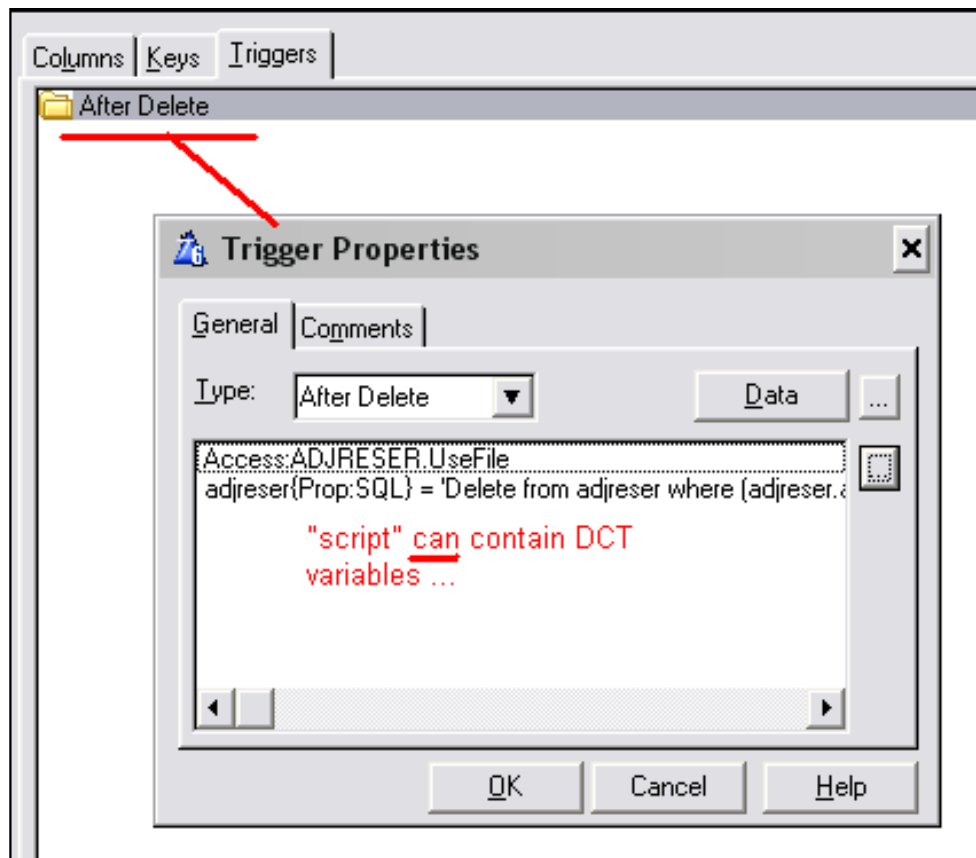 Columns Keys Triggers
After Delete
Trigger Properties
General Comments
Type: After Delete Data ...
Access:ADJRESER.UseFile
adjreser{Prop:SQL} = 'Delete from adjreser where (adjreser.
"script" can contain DCT
variables ...
OK Cancel Help